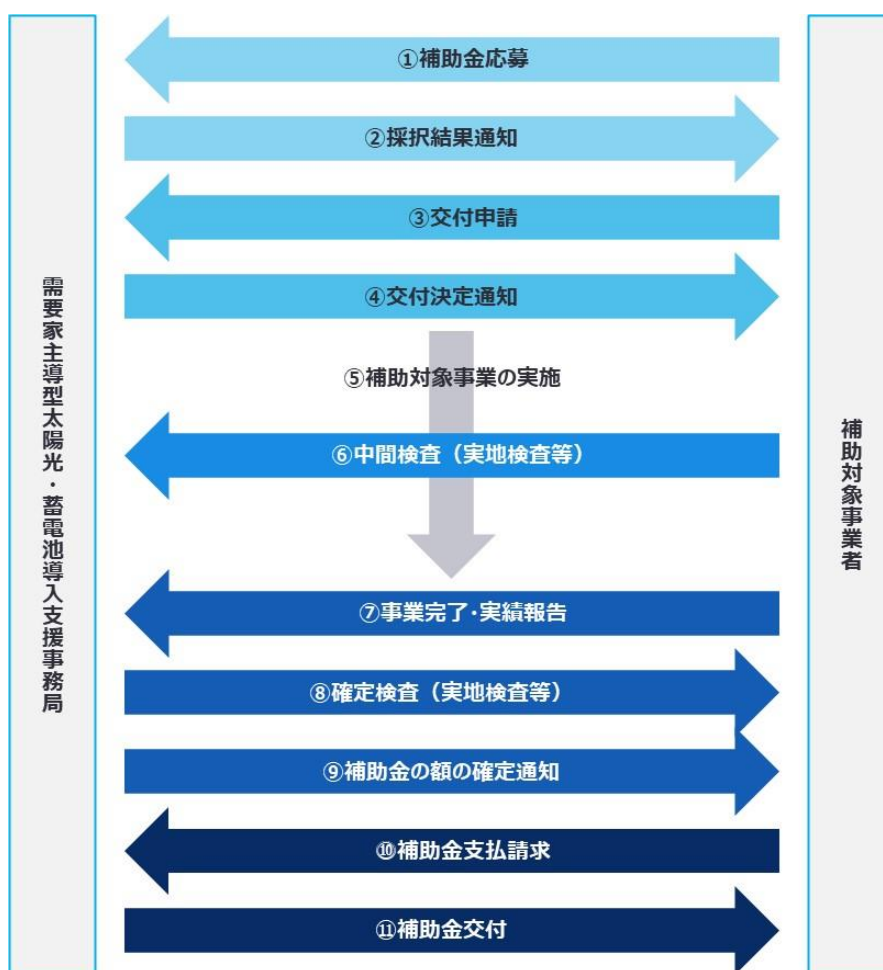 需要家主導型太陽光・蓄電池導入支援事務局
①補助金応募
②採択結果通知
③交付申請
④交付決定通知
⑤補助対象事業の実施
⑥中間検査（実地検査等）
⑦事業完了･実績報告
⑧確定検査（実地検査等）
⑨補助金の額の確定通知
⑩補助金支払請求
⑪補助金交付
補助対象事業者